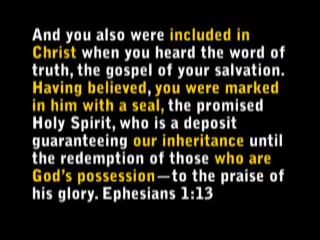 And you also were included in
Christ when you heard the word of
truth, the gospel of your salvation.
Having believed, you were marked
in him with a seal, the promised
Holy Spirit, who is a deposit
guaranteeing our inheritance until
the redemption of those who are
God's possession—to the praise of
his glory. Ephesians 1:13